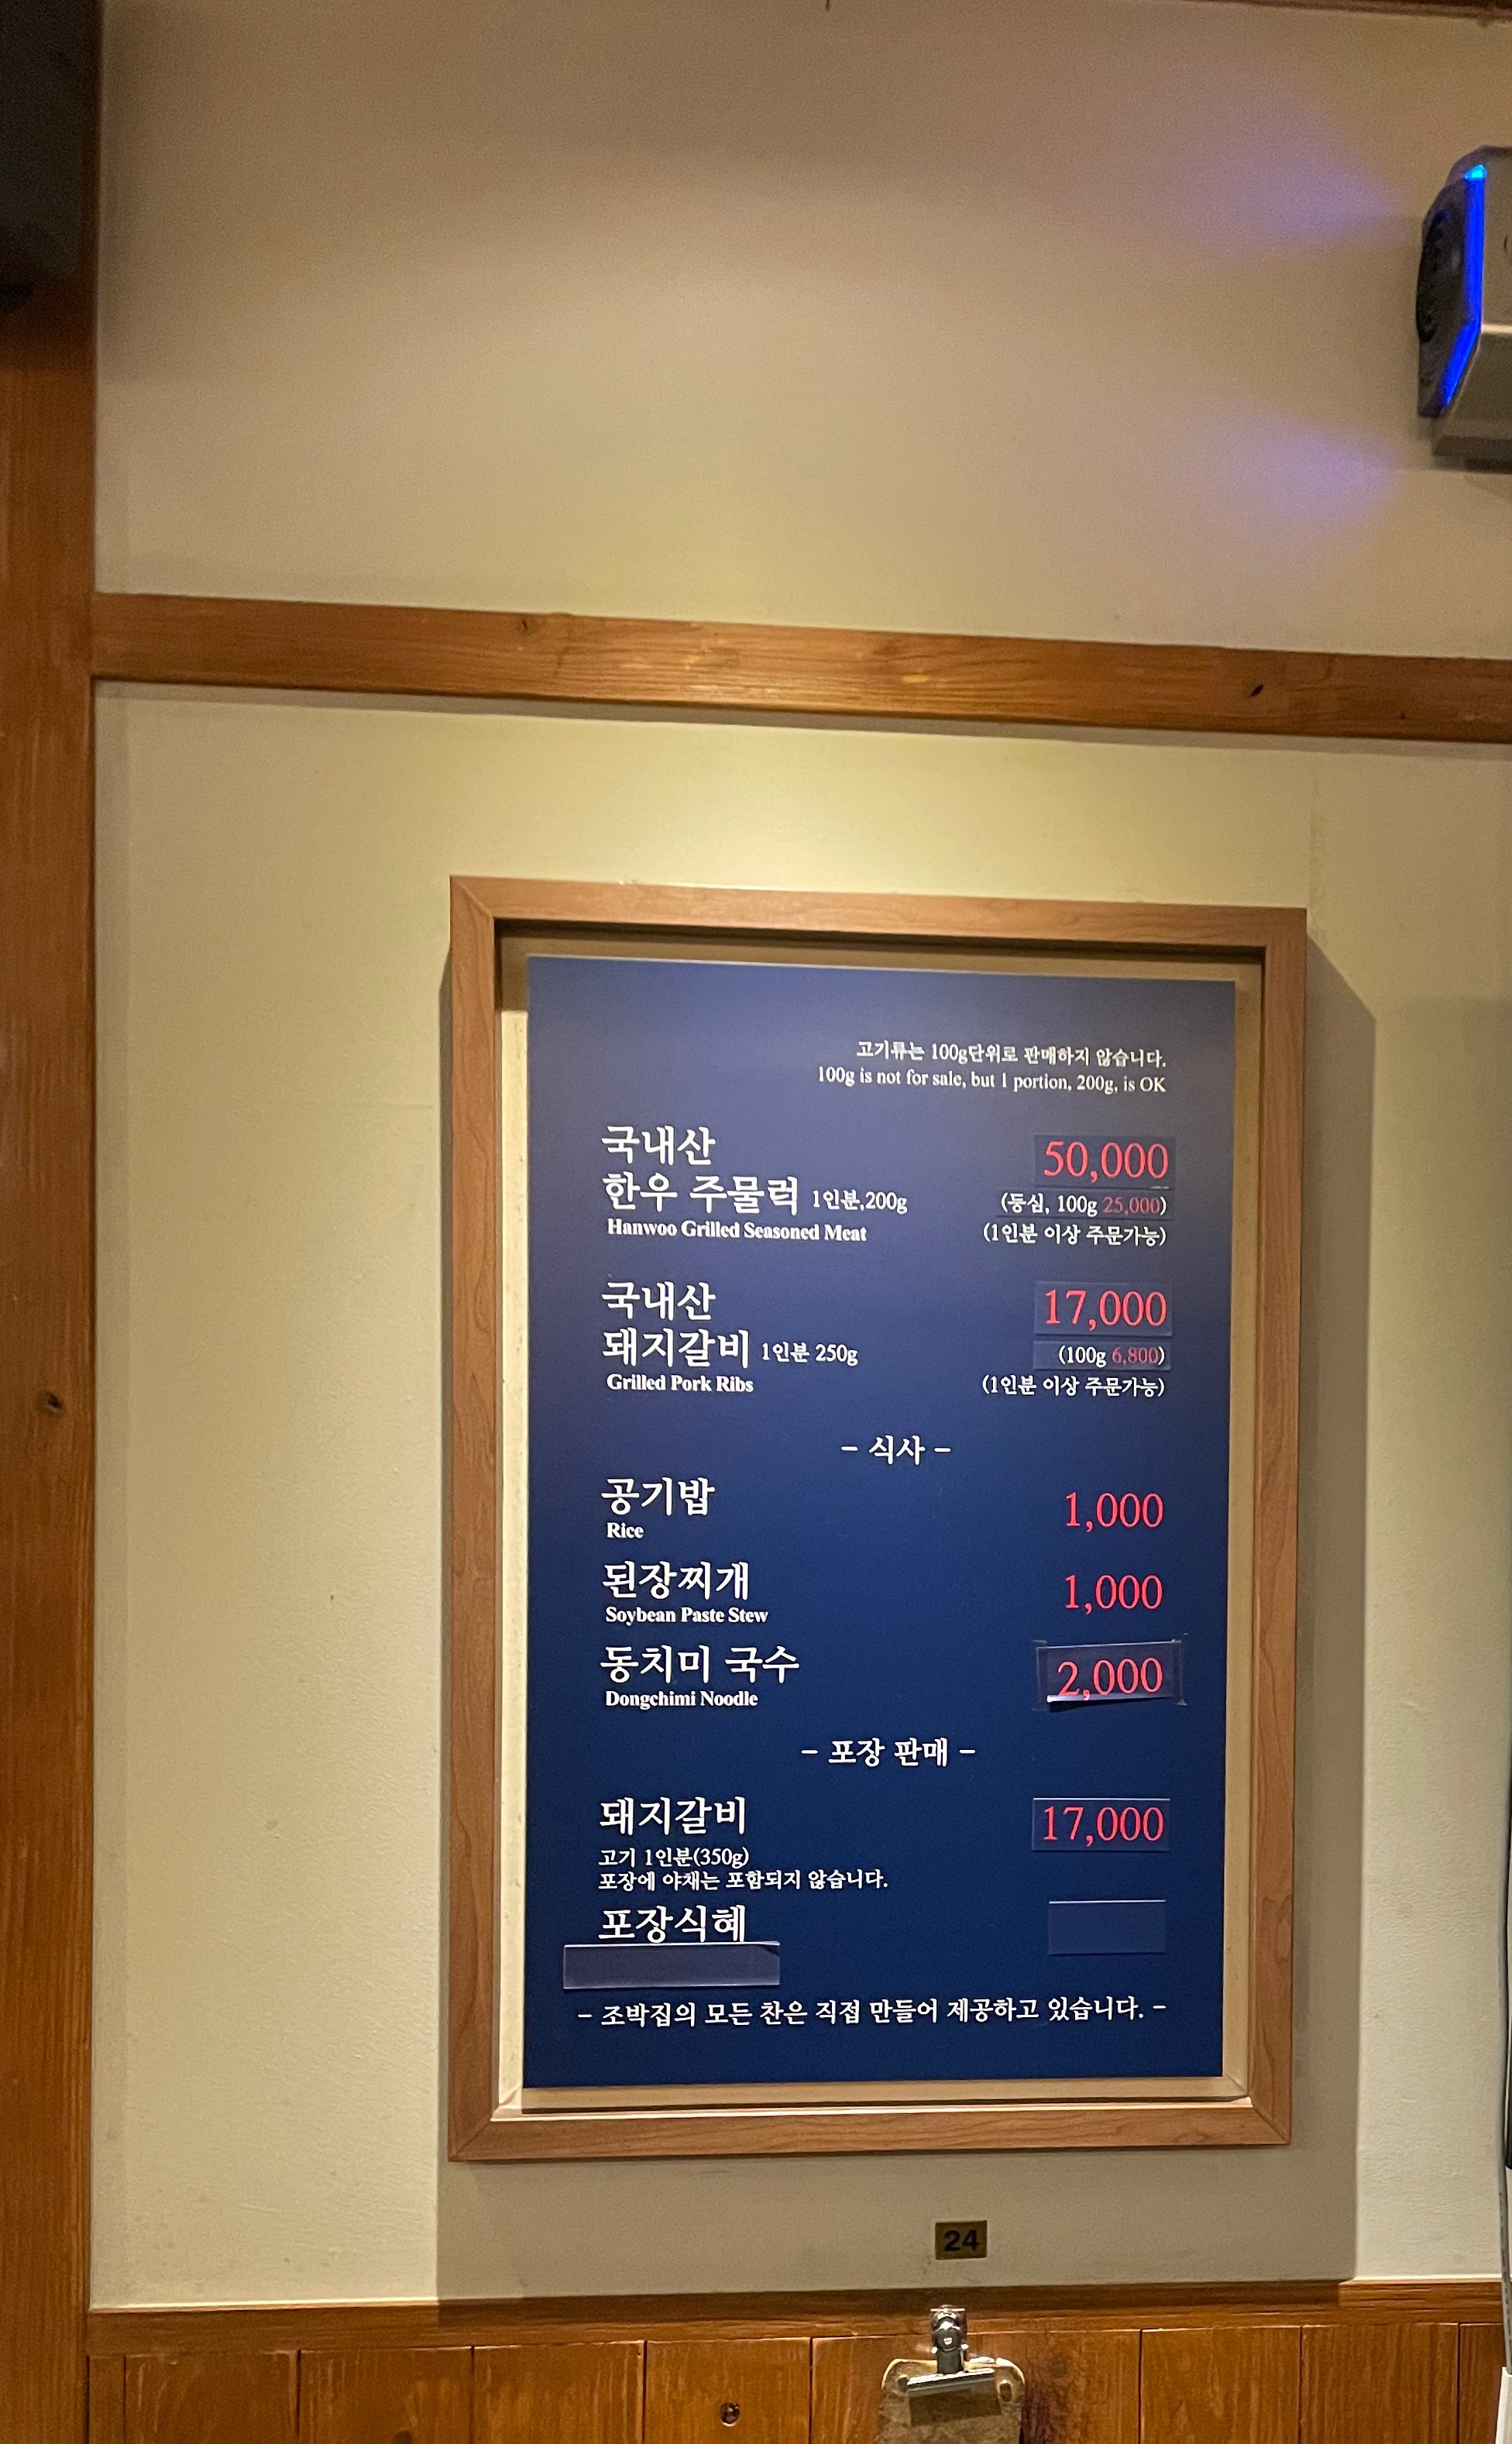 고기류는 100g단위로 판매하지 않습니다.
100g is not for sale, but 1 portion, 200g, is OK
국내산
한우 주물럭 1인분,200g
50,000
(등심, 100g 25,000)
Hanwoo Grilled Seasoned Meat
(1인분 이상 주문가능)
국내산
돼지갈비 1인분 250g
17,000
(100g 6,800)
Grilled Pork Ribs
(1인분 이상 주문가능)
- 식사 -
공기밥 1,000
Rice
된장찌개 1,000
Soybean Paste Stew
동치미 국수 2,000
Dongchimi Noodle
- 포장 판매 -
돼지갈비 17,000
고기 1인분(350g)
포장에 야채는 포함되지 않습니다.
포장식혜
- 조박집의 모든 찬은 직접 만들어 제공하고 있습니다. -
24